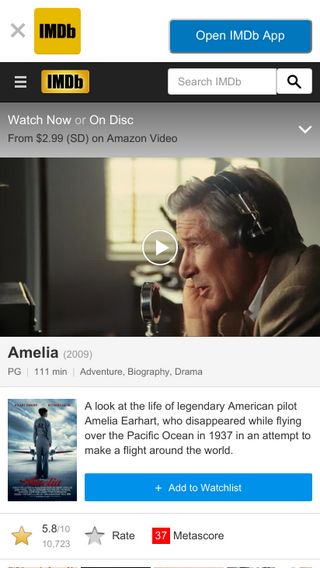 IMDb
Open IMDb App
IMDb
Search IMDb
Watch Now or On Disc
From $2.99 (SD) on Amazon Video
Amelia (2009)
PG | 111 min | Adventure, Biography, Drama
A look at the life of legendary American pilot
Amelia Earhart, who disappeared while flying
over the Pacific Ocean in 1937 in an attempt to
make a flight around the world.
+ Add to Watchlist
5.8/10
10,723
Rate
37 Metascore